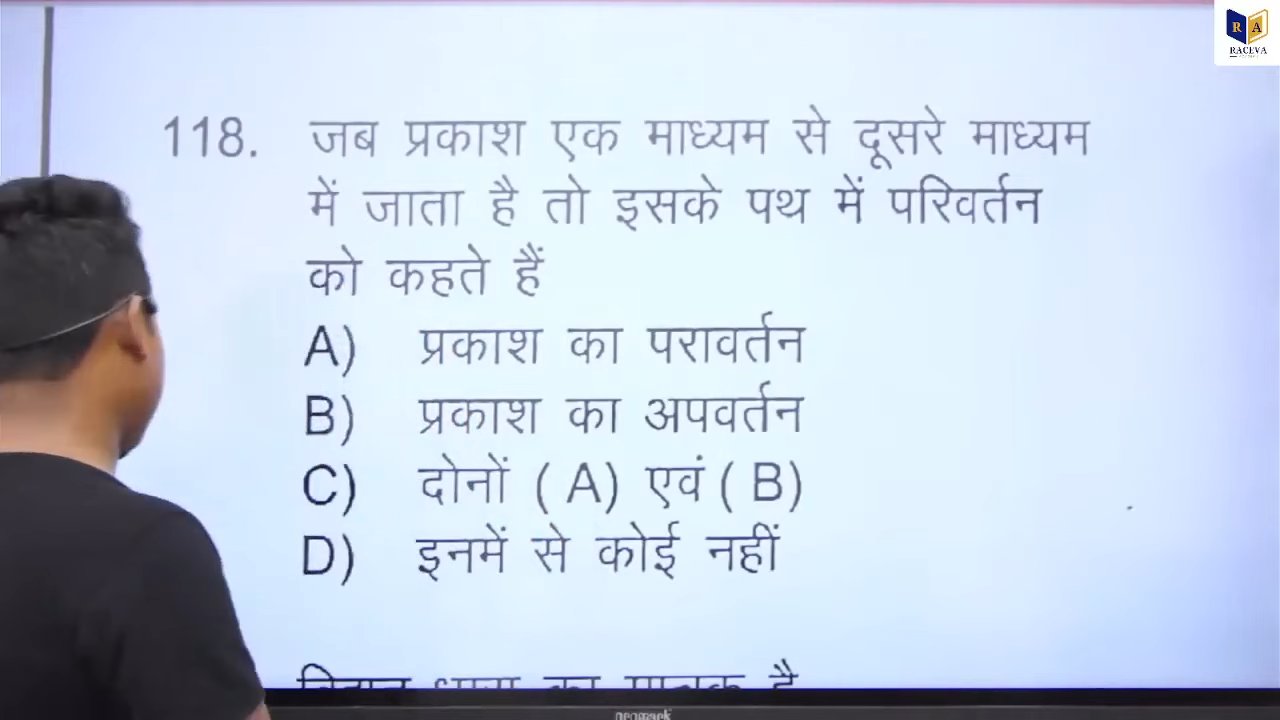 R A
RACEVA
118. जब प्रकाश एक माध्यम से दूसरे माध्यम
में जाता है तो इसके पथ में परिवर्तन
को कहते हैं
A) प्रकाश का परावर्तन
B) प्रकाश का अपवर्तन
C) दोनों ( A) एवं ( B)
D) इनमें से कोई नहीं